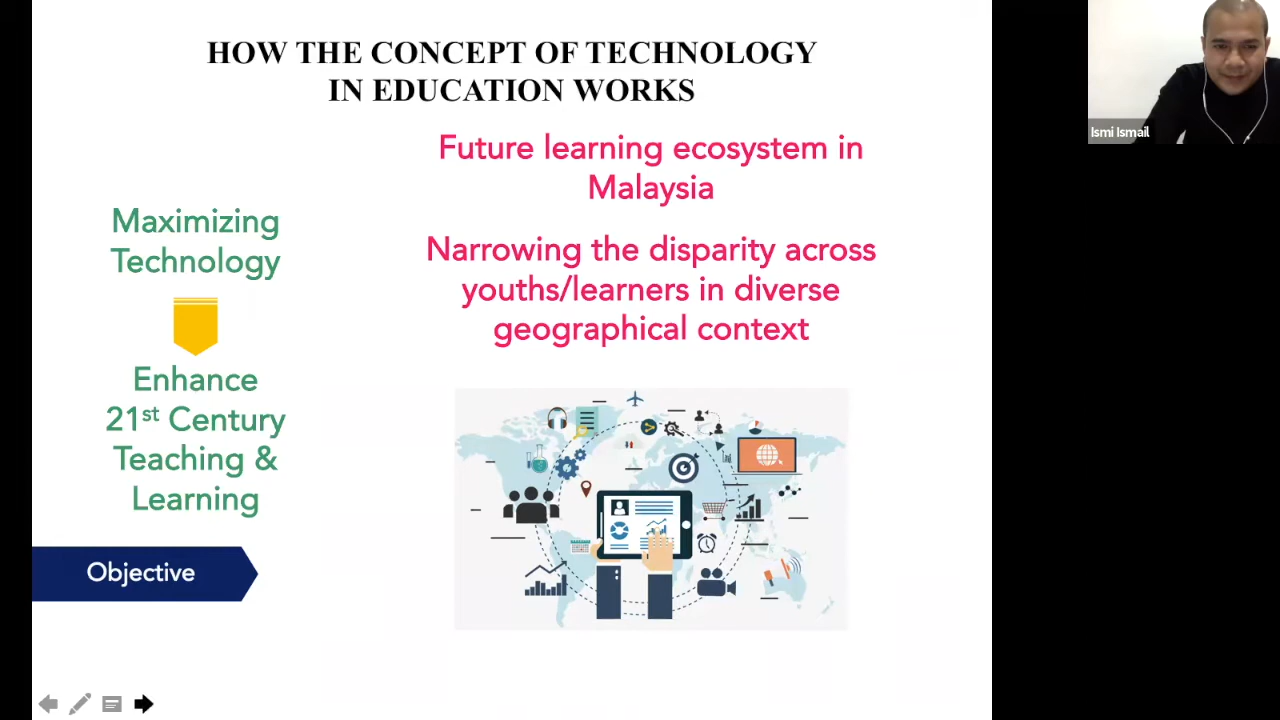 HOW THE CONCEPT OF TECHNOLOGY
IN EDUCATION WORKS
Future learning ecosystem in
Malaysia
Narrowing the disparity across
youths/learners in diverse
geographical context
Maximizing
Technology
Enhance
21st Century
Teaching &
Learning
Objective
Ismi Ismail